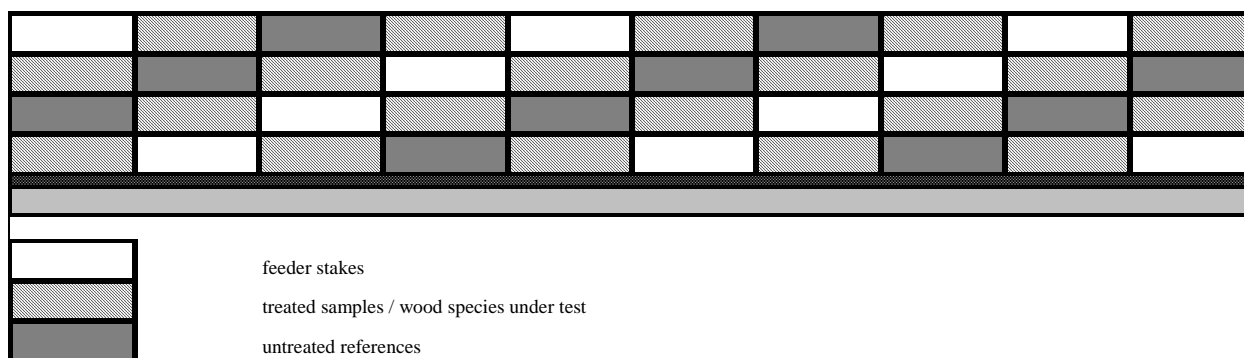 feeder stakes
treated samples / wood species under test
untreated references